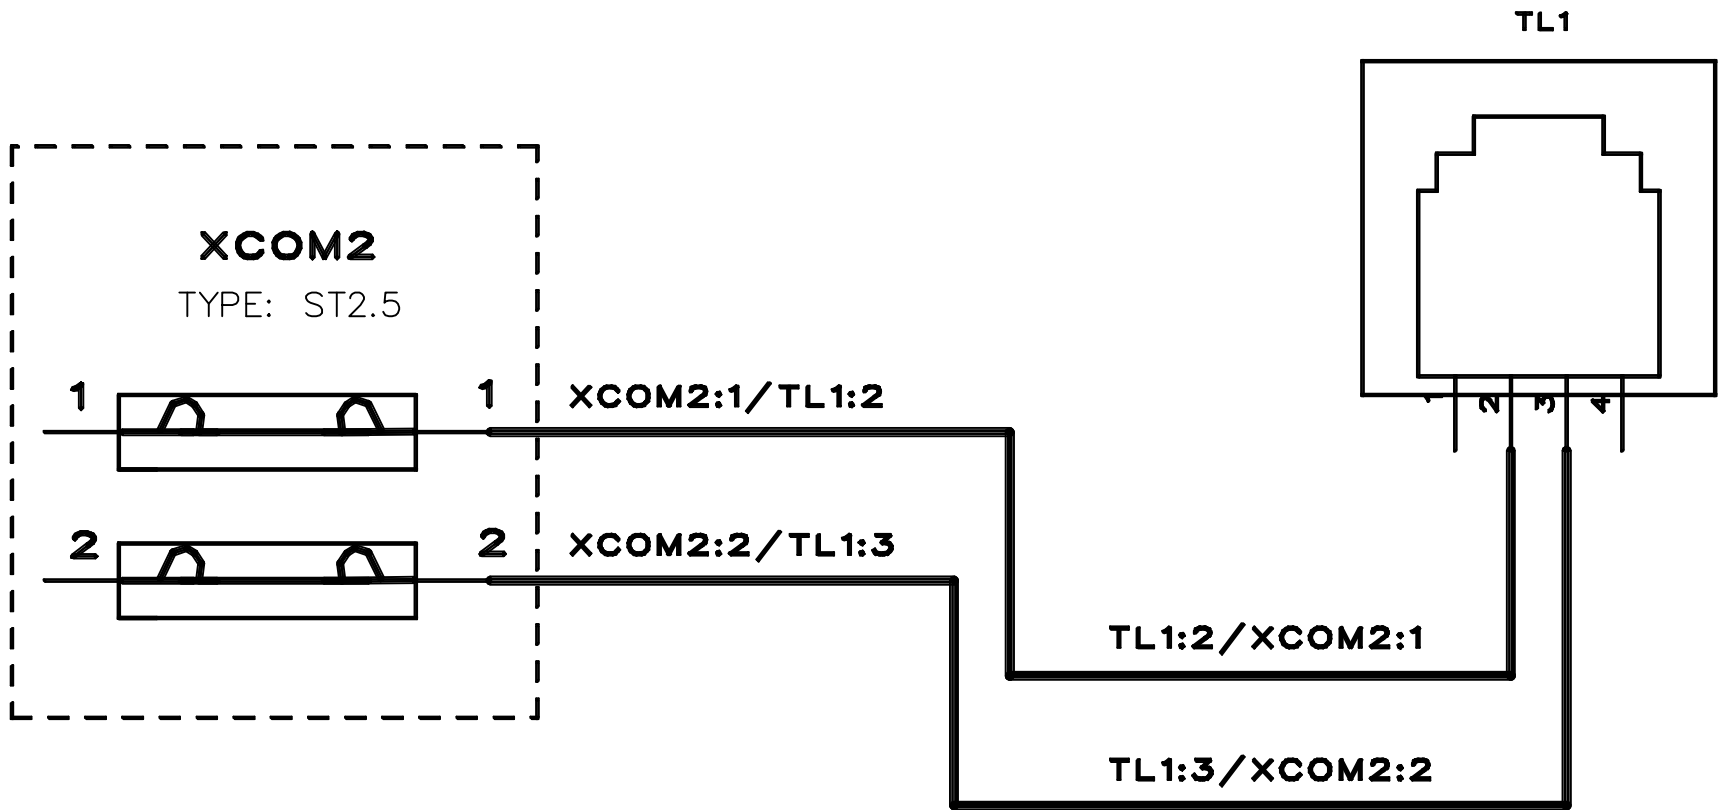 TL1
XCOM2
TYPE: ST2.5
1 1 XCOM2:1/TL1:2
1 2 3 4
2 2 XCOM2:2/TL1:3
TL1:2/XCOM2:1
TL1:3/XCOM2:2